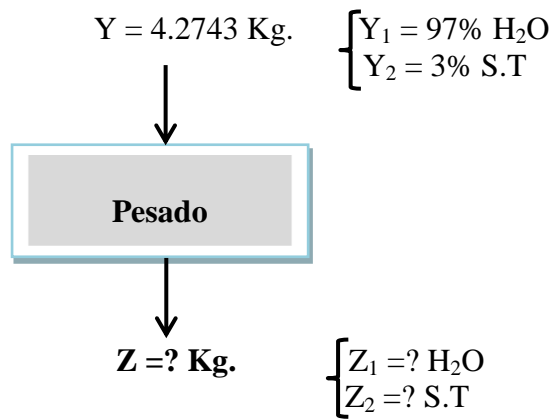 Y = 4.2743 Kg.
Y₁ = 97% H₂O
Y₂ = 3% S.T
Pesado
Z =? Kg.
Z₁ =? H₂O
Z₂ =? S.T